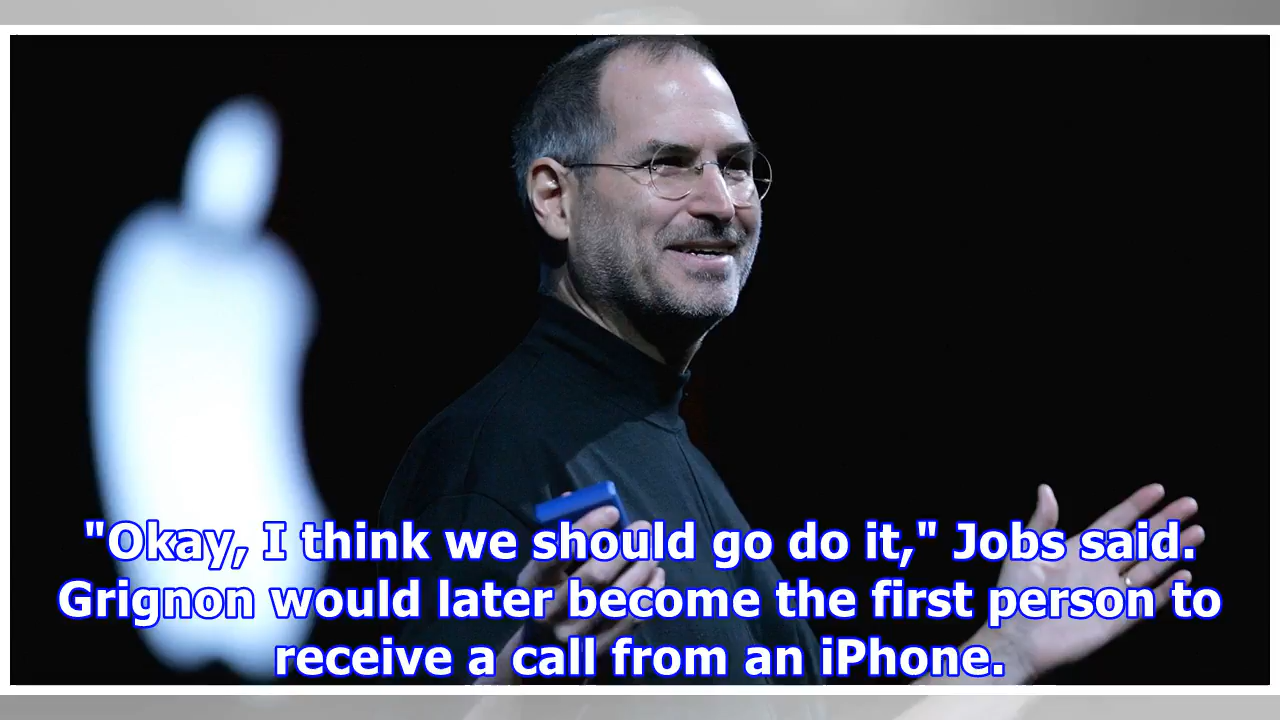 "Okay, I think we should go do it," Jobs said.
Grignon would later become the first person to
receive a call from an iPhone.